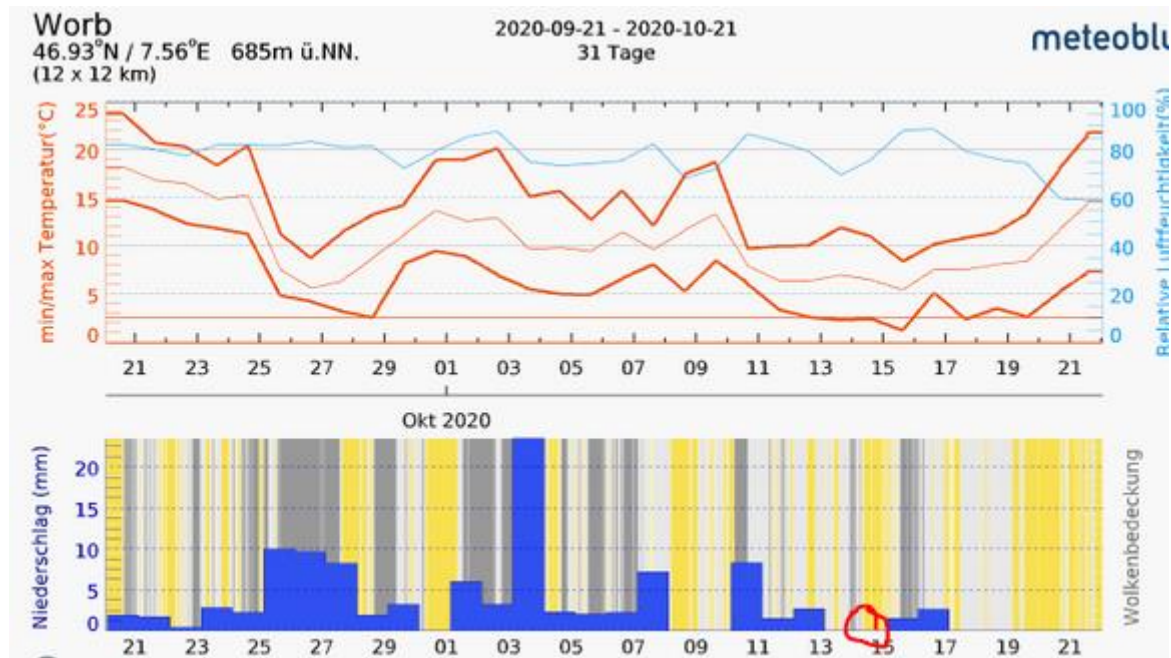 Worb
46.93°N / 7.56°E 685m ü.NN.
(12 x 12 km)
2020-09-21 - 2020-10-21
31 Tage
meteoblu
min/max Temperatur(°C)
25
20
15
10
5
0
100
80
60
40
20
0
Relative Luftfeuchtigkeit(%)
21 23 25 27 29 01 03 05 07 09 11 13 15 17 19 21
Okt 2020
Niederschlag (mm)
20
15
10
5
0
Wolkenbedeckung
21 23 25 27 29 01 03 05 07 09 11 13 15 17 19 21